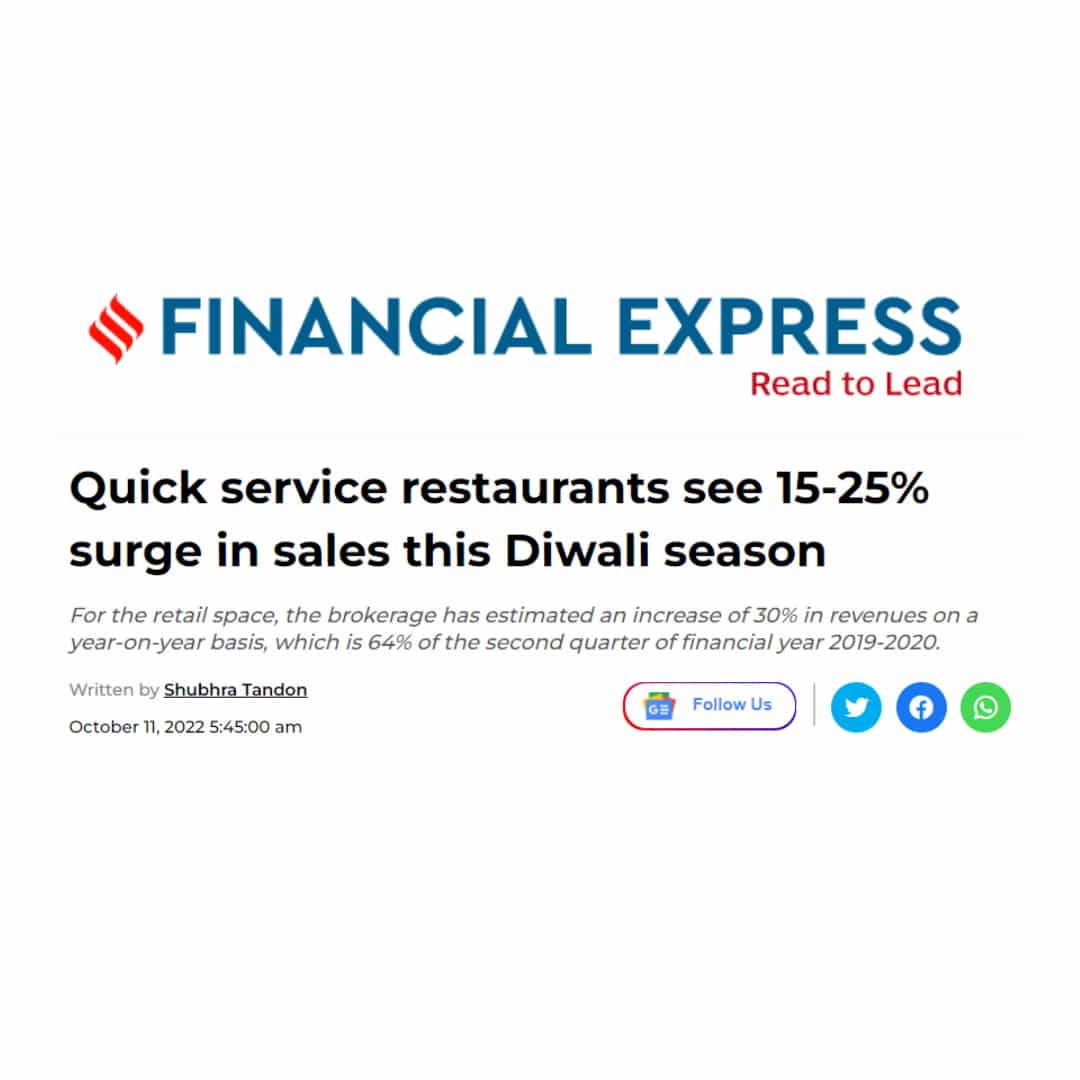 FINANCIAL EXPRESS
Read to Lead
Quick service restaurants see 15-25%
surge in sales this Diwali season
For the retail space, the brokerage has estimated an increase of 30% in revenues on a
year-on-year basis, which is 64% of the second quarter of financial year 2019-2020.
Written by Shubhra Tandon
October 11, 2022 5:45:00 am
GE Follow Us